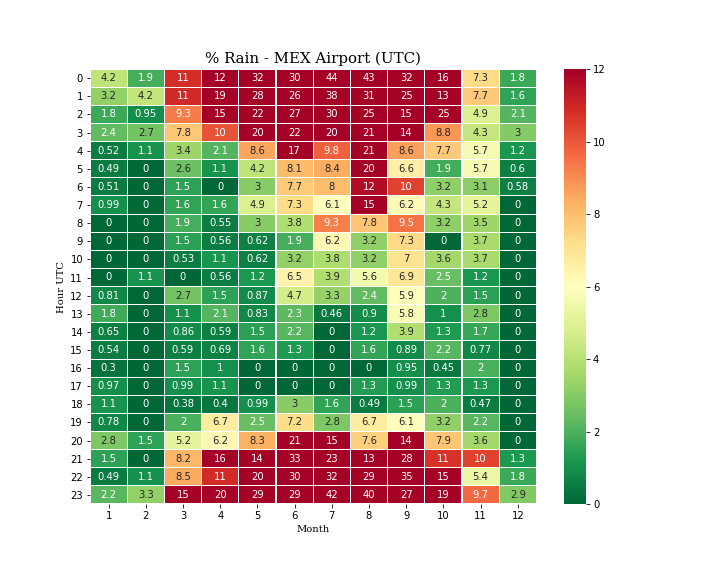 % Rain - MEX Airport (UTC)
0 4.2 1.9 11 12 32 30 44 43 32 16 7.3 1.8
1 3.2 4.2 11 19 28 26 38 31 25 13 7.7 1.6
2 1.8 0.95 9.3 15 22 27 30 25 15 25 4.9 2.1
3 2.4 2.7 7.8 10 20 22 20 21 14 8.8 4.3 3
4 0.52 1.1 3.4 2.1 8.6 17 9.8 21 8.6 7.7 5.7 1.2
5 0.49 0 2.6 1.1 4.2 8.1 8.4 20 6.6 1.9 5.7 0.6
6 0.51 0 1.5 0 3 7.7 8 12 10 3.2 3.1 0.58
7 0.99 0 1.6 1.6 4.9 7.3 6.1 15 6.2 4.3 5.2 0
8 0 0 1.9 0.55 3 3.8 9.3 7.8 9.5 3.2 3.5 0
9 0 0 1.5 0.56 0.62 1.9 6.2 3.2 7.3 0 3.7 0
10 0 0 0.53 1.1 0.62 3.2 3.8 3.2 7 3.6 3.7 0
11 0 1.1 0 0.56 1.2 6.5 3.9 5.6 6.9 2.5 1.2 0
12 0.81 0 2.7 1.5 0.87 4.7 3.3 2.4 5.9 2 1.5 0
13 1.8 0 1.1 2.1 0.83 2.3 0.46 0.9 5.8 1 2.8 0
14 0.65 0 0.86 0.59 1.5 2.2 0 1.2 3.9 1.3 1.7 0
15 0.54 0 0.59 0.69 1.6 1.3 0 1.6 0.89 2.2 0.77 0
16 0.3 0 1.5 1 0 0 0 0 0.95 0.45 2 0
17 0.97 0 0.99 1.1 0 0 0 1.3 0.99 1.3 1.3 0
18 1.1 0 0.38 0.4 0.99 3 1.6 0.49 1.5 2 0.47 0
19 0.78 0 2 6.7 2.5 7.2 2.8 6.7 6.1 3.2 2.2 0
20 2.8 1.5 5.2 6.2 8.3 21 15 7.6 14 7.9 3.6 0
21 1.5 0 8.2 16 14 33 23 13 28 11 10 1.3
22 0.49 1.1 8.5 11 20 30 32 29 35 15 5.4 1.8
23 2.2 3.3 15 20 29 29 42 40 27 19 9.7 2.9
1 2 3 4 5 6 7 8 9 10 11 12
Month
Hour UTC
12
10
8
6
4
2
0